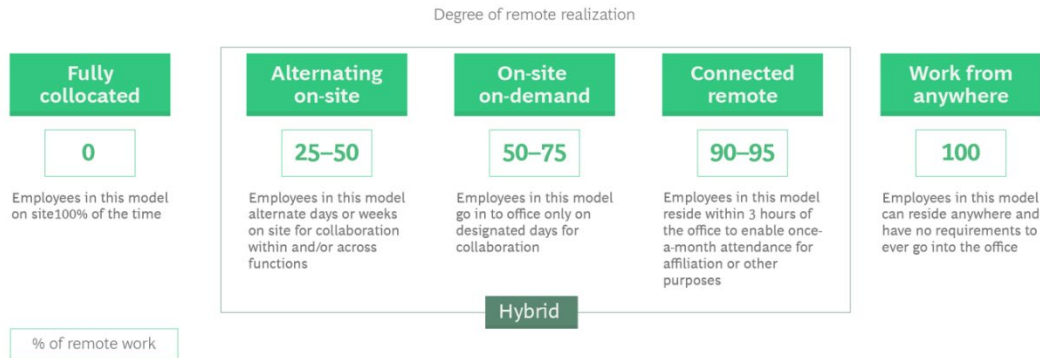 Degree of remote realization
Fully
collocated
0
Employees in this model
on site100% of the time
Alternating
on-site
25–50
Employees in this model
alternate days or weeks
on site for collaboration
within and/or across
functions
On-site
on-demand
50–75
Employees in this model
go in to office only on
designated days for
collaboration
Connected
remote
90–95
Employees in this model
reside within 3 hours of
the office to enable once-
a-month attendance for
affiliation or other
purposes
Work from
anywhere
100
Employees in this model
can reside anywhere and
have no requirements to
ever go into the office
Hybrid
% of remote work